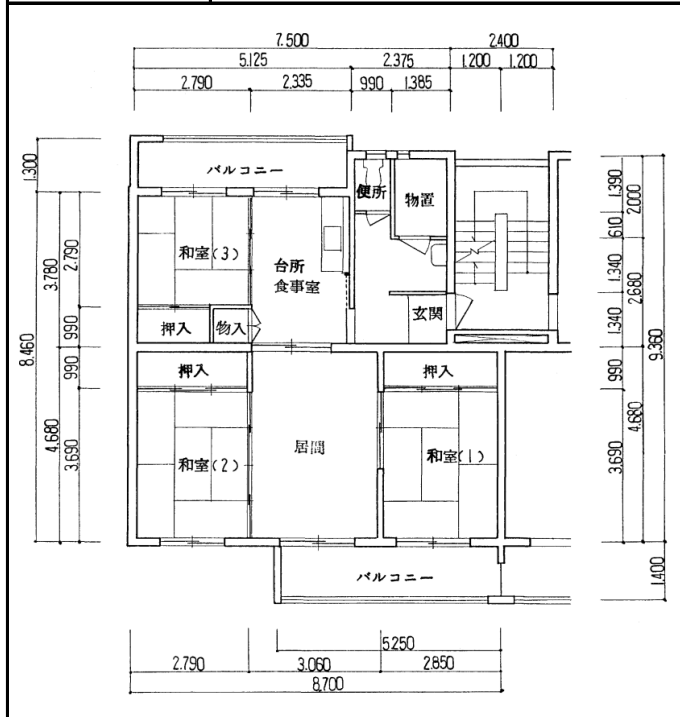 7.500 2.400
5.125 2.375 1.200 1.200
2.790 2.335 990 1.385
1.300
8.460
3.780
4.680
2.790
990
990
3.690
バルコニー
便所
物置
和室(3)
台所
食事室
押入
物入
玄関
押入
押入
和室(2)
居間
和室(1)
バルコニー
1.390
610
1.340
1.340
990
3.690
2.000
2.680
4.680
9.360
1.400
5.250
2.790 3.060 2.850
8.700